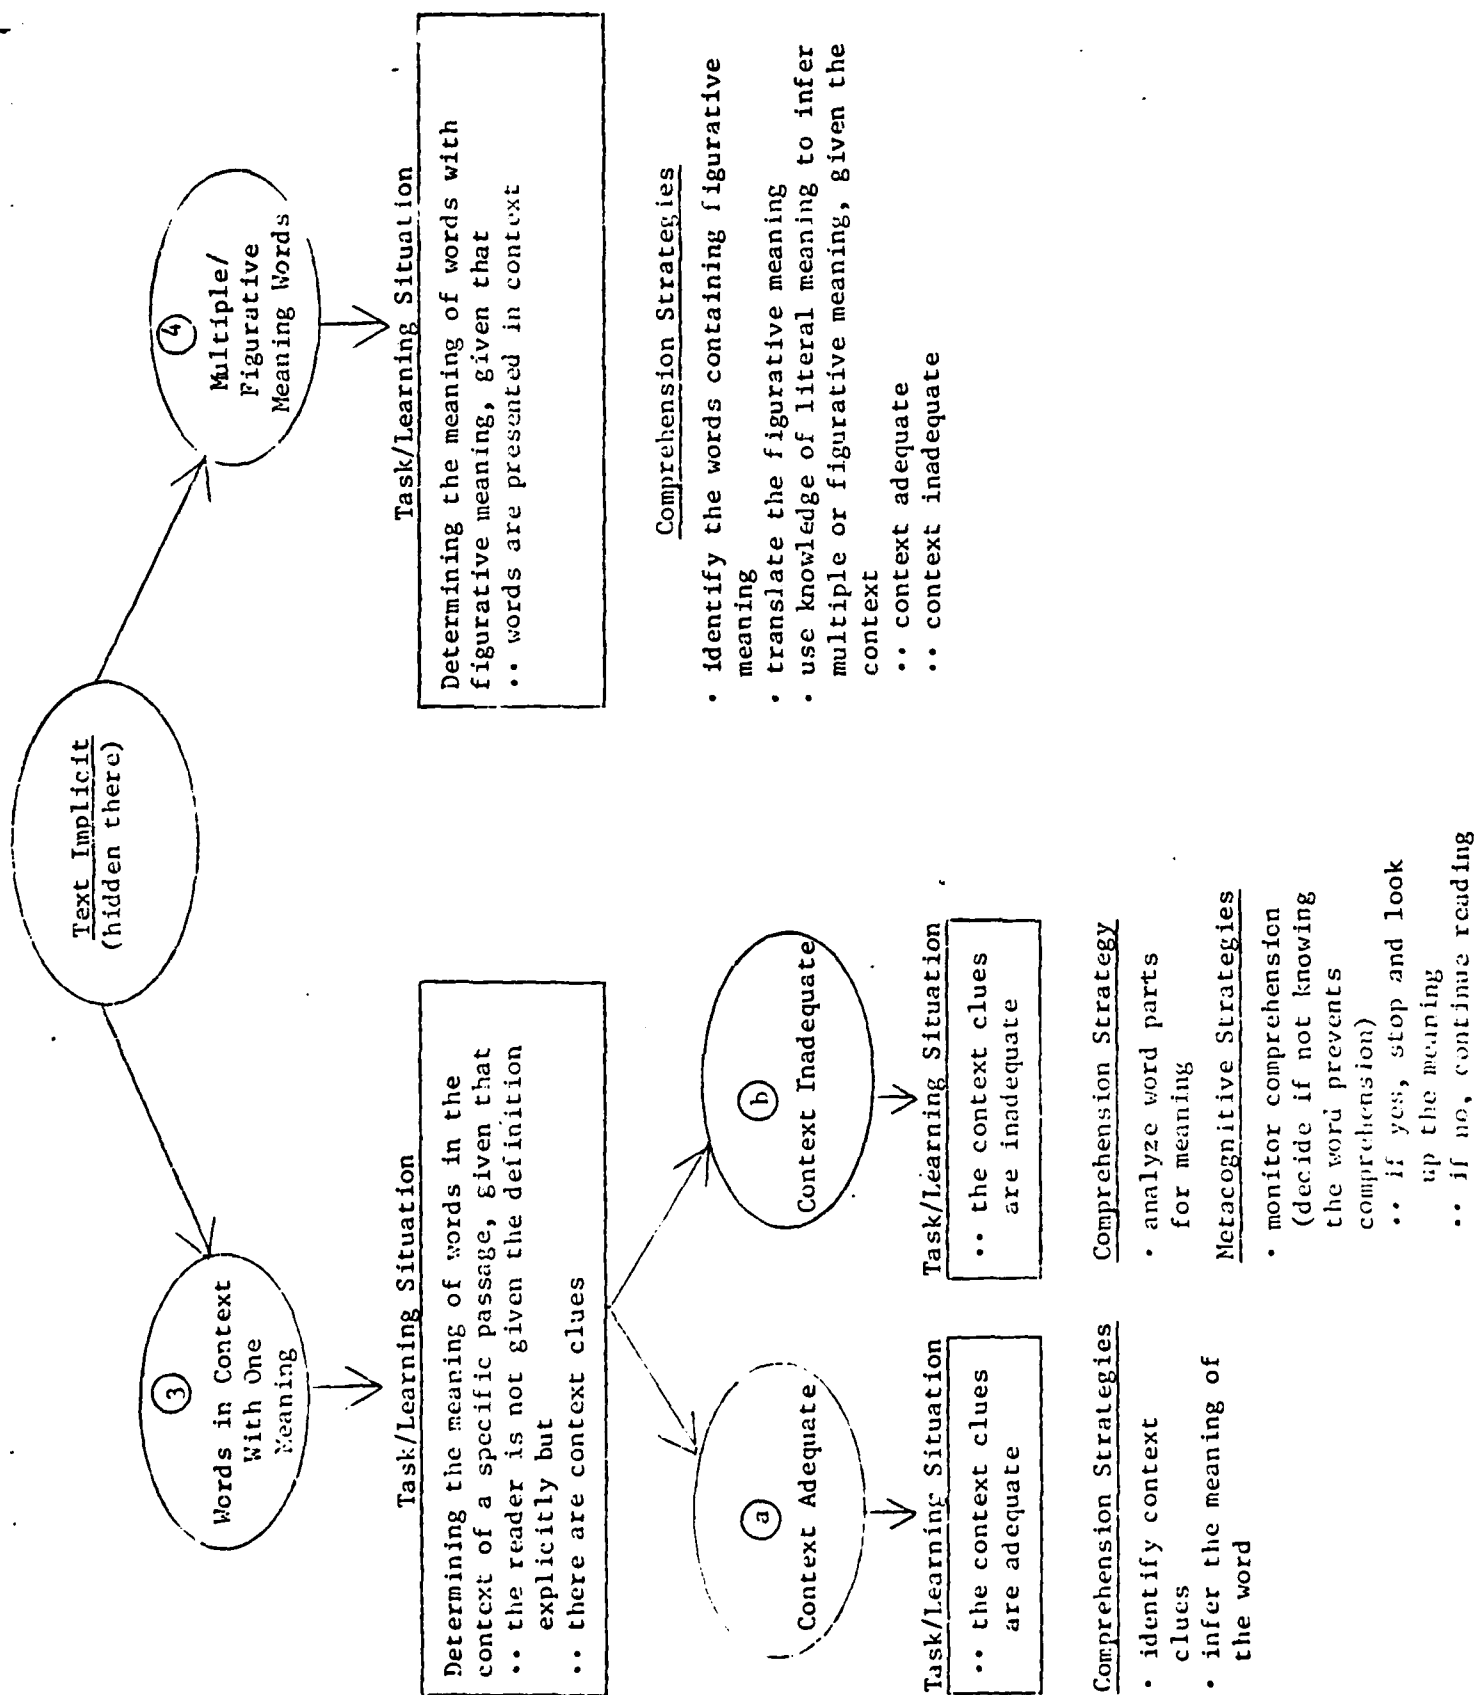 Text Implicit
(hidden there)
3
Words in Context
With One
Meaning
Task/Learning Situation
Determining the meaning of words in the
context of a specific passage, given that
•• the reader is not given the definition
explicitly but
•• there are context clues
a
Context Adequate
Task/Learning Situation
•• the context clues
are adequate
Comprehension Strategies
• identify context
clues
• infer the meaning of
the word
b
Context Inadequate
Task/Learning Situation
•• the context clues
are inadequate
Comprehension Strategy
• analyze word parts
for meaning
Metacognitive Strategies
• monitor comprehension
(decide if not knowing
the word prevents
comprehension)
•• if yes, stop and look
up the meaning
•• if no, continue reading
4
Multiple/
Figurative
Meaning Words
Task/Learning Situation
Determining the meaning of words with
figurative meaning, given that
•• words are presented in context
Comprehension Strategies
• identify the words containing figurative
meaning
• translate the figurative meaning
• use knowledge of literal meaning to infer
multiple or figurative meaning, given the
context
•• context adequate
•• context inadequate